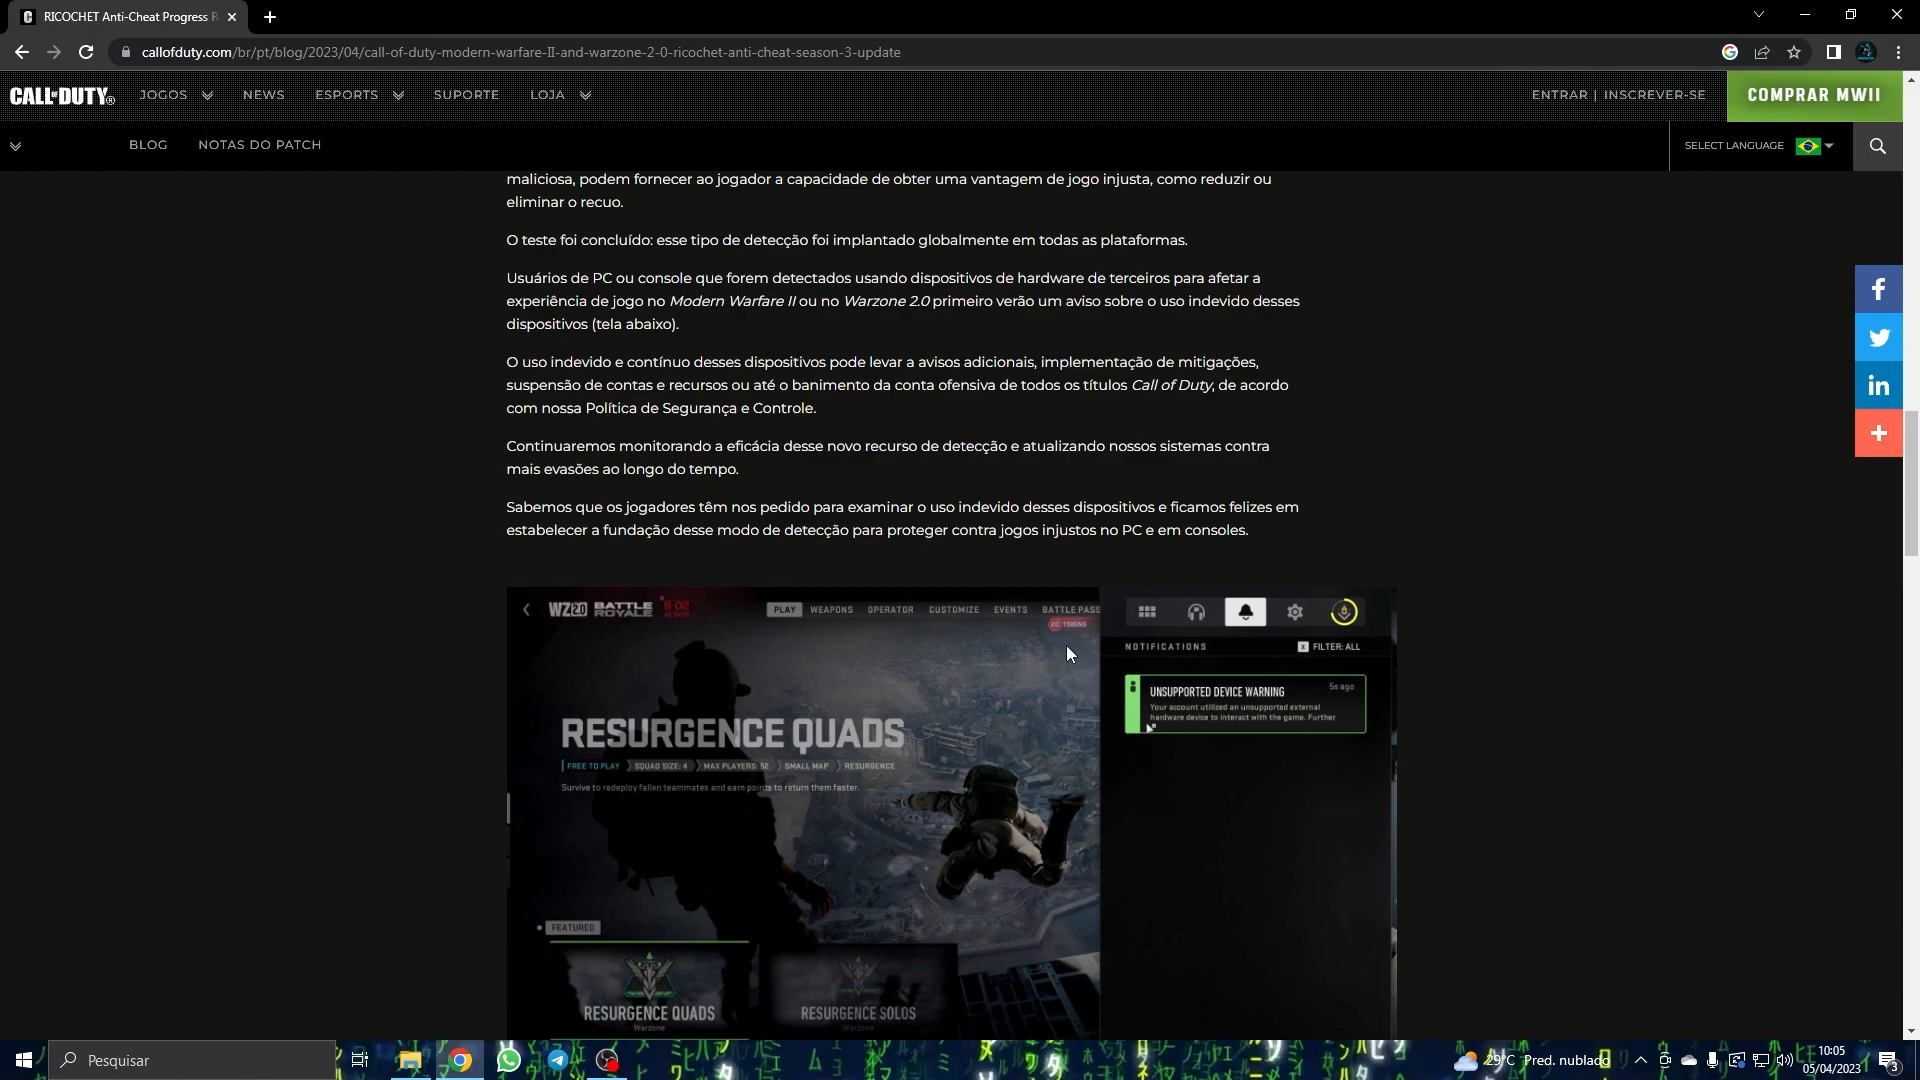 RICOCHET Anti-Cheat Progress R
callofduty.com/br/pt/blog/2023/04/call-of-duty-modern-warfare-II-and-warzone-2-0-ricochet-anti-cheat-season-3-update
CALL OF DUTY®
JOGOS
NEWS
ESPORTS
SUPORTE
LOJA
ENTRAR | INSCREVER-SE
COMPRAR MWII
BLOG
NOTAS DO PATCH
SELECT LANGUAGE
maliciosa, podem fornecer ao jogador a capacidade de obter uma vantagem de jogo injusta, como reduzir ou
eliminar o recuo.
O teste foi concluído: esse tipo de detecção foi implantado globalmente em todas as plataformas.
Usuários de PC ou console que forem detectados usando dispositivos de hardware de terceiros para afetar a
experiência de jogo no Modern Warfare II ou no Warzone 2.0 primeiro verão um aviso sobre o uso indevido desses
dispositivos (tela abaixo).
O uso indevido e contínuo desses dispositivos pode levar a avisos adicionais, implementação de mitigações,
suspensão de contas e recursos ou até o banimento da conta ofensiva de todos os títulos Call of Duty, de acordo
com nossa Política de Segurança e Controle.
Continuaremos monitorando a eficácia desse novo recurso de detecção e atualizando nossos sistemas contra
mais evasões ao longo do tempo.
Sabemos que os jogadores têm nos pedido para examinar o uso indevido desses dispositivos e ficamos felizes em
estabelecer a fundação desse modo de detecção para proteger contra jogos injustos no PC e em consoles.
WZ2.0 BATTLE ROYALE
PLAY
WEAPONS
OPERATOR
CUSTOMIZE
EVENTS
BATTLE PASS
20 TOKENS
NOTIFICATIONS
X FILTER: ALL
UNSUPPORTED DEVICE WARNING
5s ago
Your account utilized an unsupported external
hardware device to interact with the game. Further
RESURGENCE QUADS
FREE TO PLAY
SQUAD SIZE: 4
MAX PLAYERS: 52
SMALL MAP
RESURGENCE
Survive to redeploy fallen teammates and earn points to return them faster.
FEATURED
RESURGENCE QUADS
Warzone
RESURGENCE SOLOS
Warzone
Pesquisar
29°C Pred. nublado
10:05
05/04/2023
3